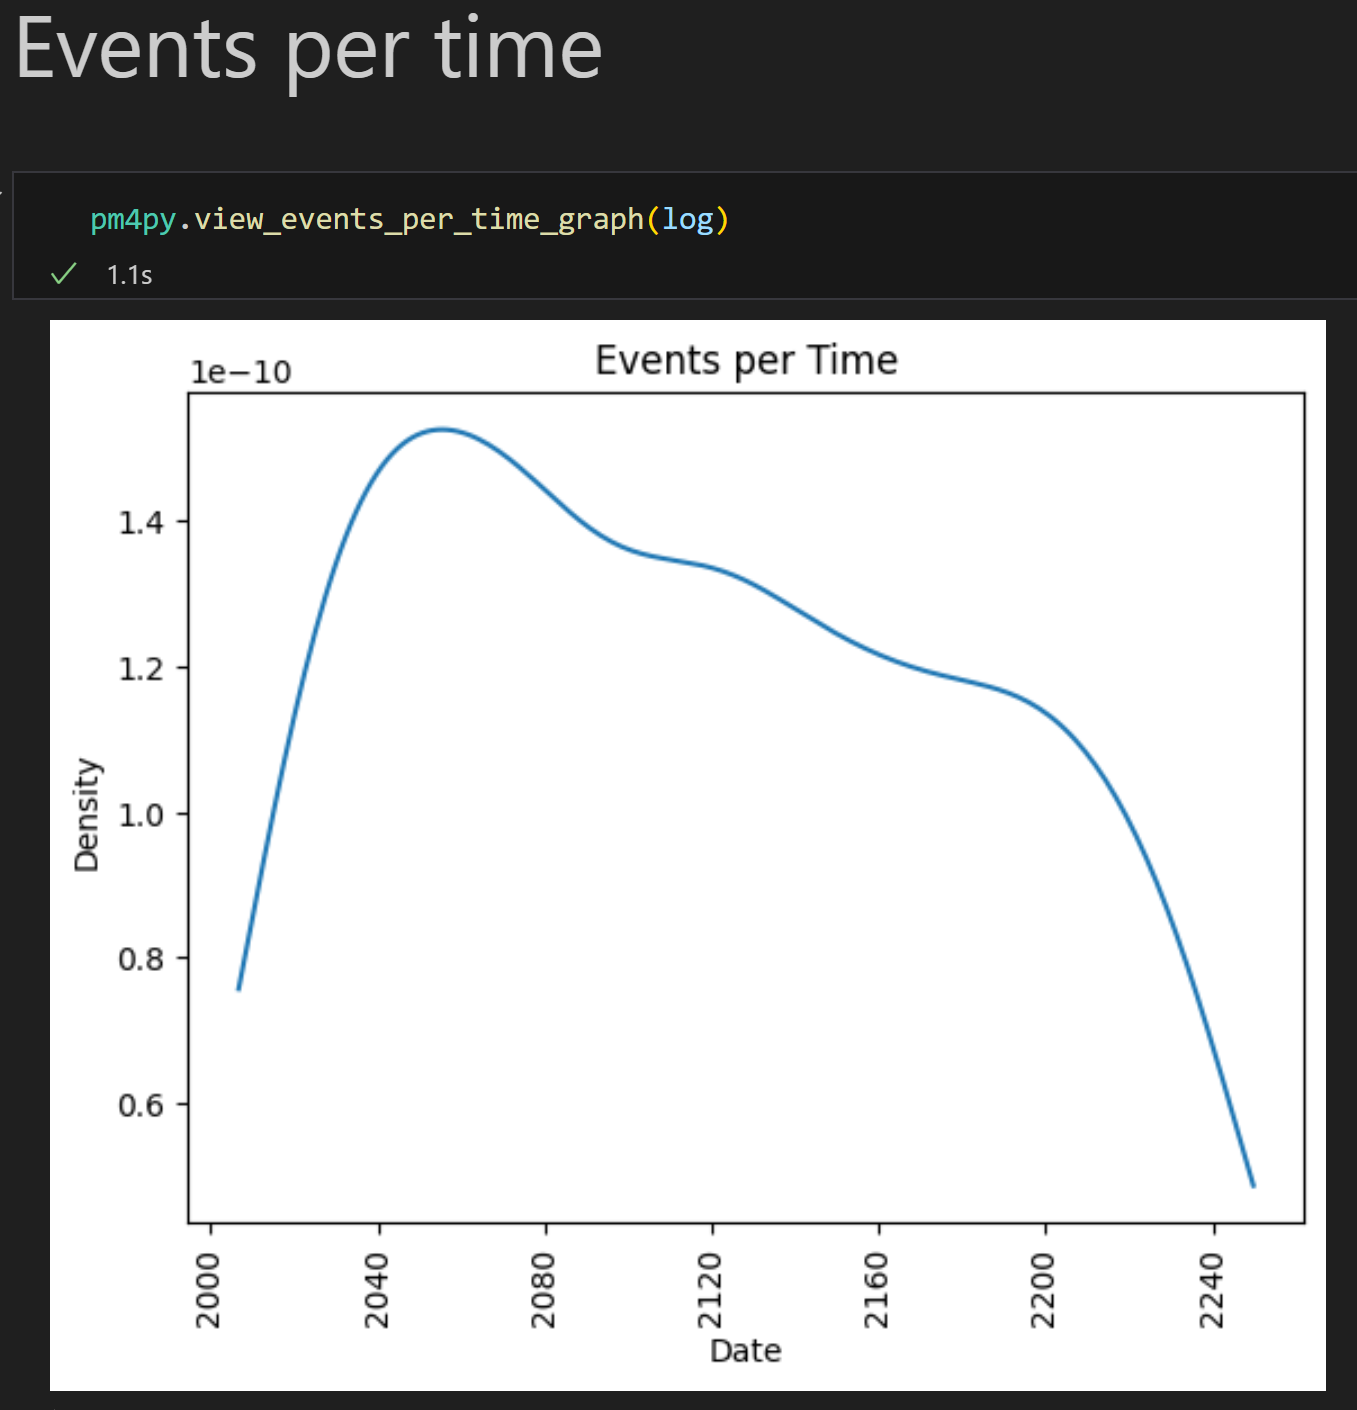 Events per time
pm4py.view_events_per_time_graph(log)
1.1s
Events per Time
1e−10
1.4
1.2
1.0
0.8
0.6
Density
2000
2040
2080
2120
2160
2200
2240
Date